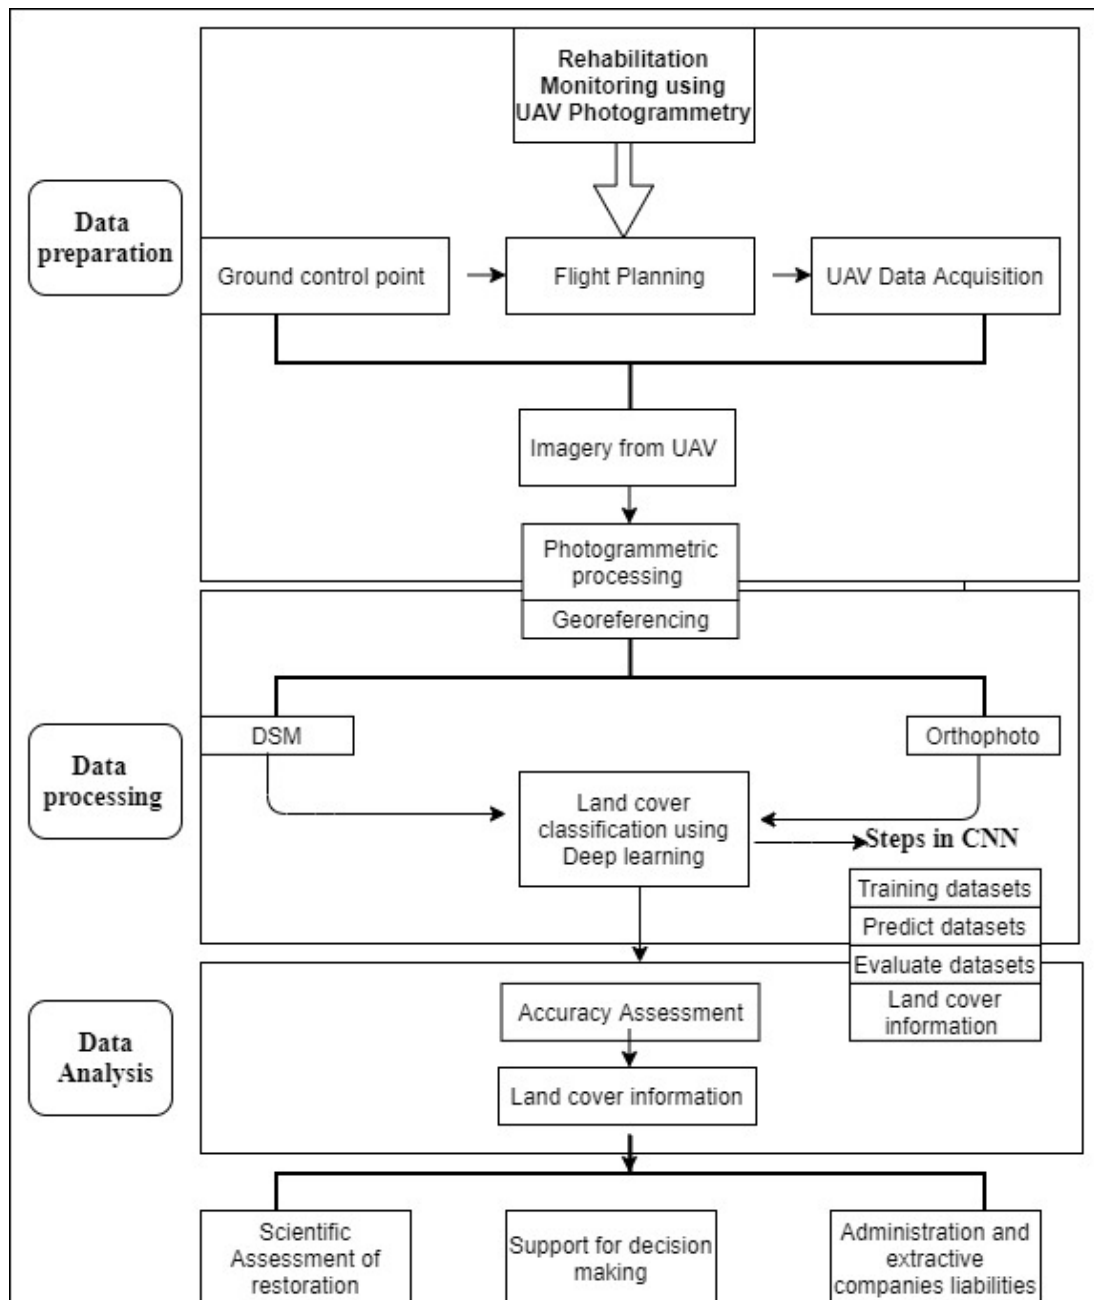 Rehabilitation
Monitoring using
UAV Photogrammetry
Data
preparation
Ground control point
Flight Planning
UAV Data Acquisition
Imagery from UAV
Photogrammetric
processing
Georeferencing
Data
processing
DSM
Orthophoto
Land cover
classification using
Deep learning
Steps in CNN
Training datasets
Predict datasets
Evaluate datasets
Land cover
information
Data
Analysis
Accuracy Assessment
Land cover information
Scientific
Assessment of
restoration
Support for decision
making
Administration and
extractive
companies liabilities